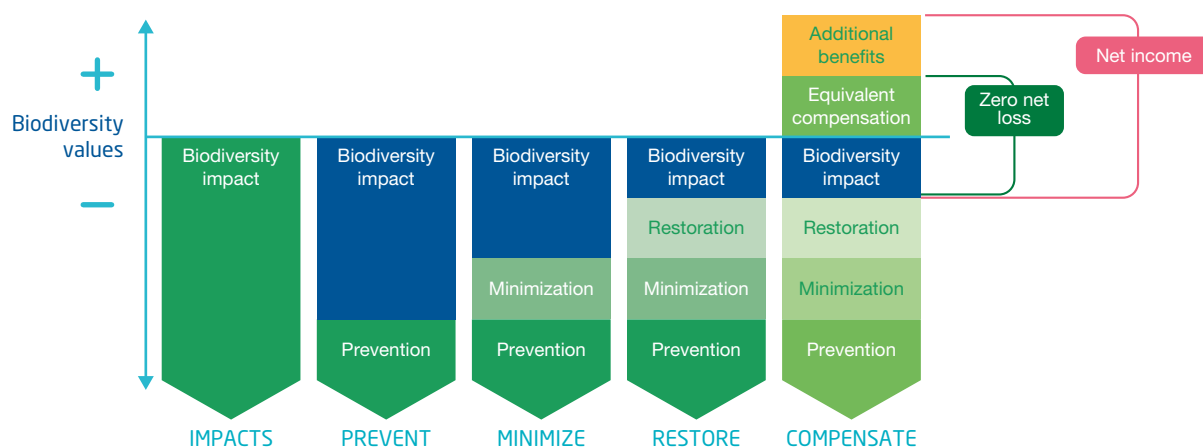 Additional
benefits
Net income
+
Equivalent
compensation
Zero net
loss
Biodiversity
values
Biodiversity
impact
Biodiversity
impact
Biodiversity
impact
Biodiversity
impact
Biodiversity
impact
−
Restoration
Restoration
Minimization
Minimization
Minimization
Prevention
Prevention
Prevention
Prevention
IMPACTS
PREVENT
MINIMIZE
RESTORE
COMPENSATE